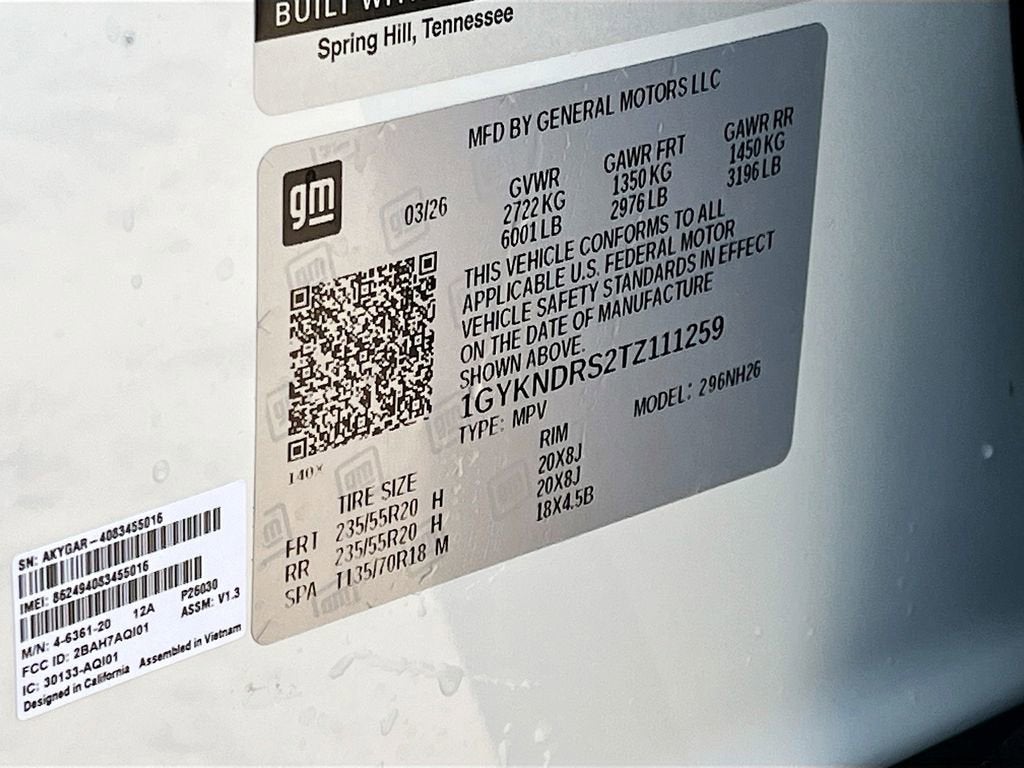 BUILT WITH
Spring Hill, Tennessee
MFD BY GENERAL MOTORS LLC
gm
03/26
GVWR GAWR FRT GAWR RR
2722 KG 1350 KG 1450 KG
6001 LB 2976 LB 3196 LB
THIS VEHICLE CONFORMS TO ALL
APPLICABLE U.S. FEDERAL MOTOR
VEHICLE SAFETY STANDARDS IN EFFECT
ON THE DATE OF MANUFACTURE
SHOWN ABOVE.
1GYKNDRS2TZ111259
TYPE: MPV MODEL: 296NH26
140X
TIRE SIZE RIM
FRT 235/55R20 H 20X8J
RR 235/55R20 H 20X8J
SPA T135/70R18 M 18X4.5B
SN: AKYGAR-4083455016
IMEI: 862494083455016
M/N: 4-6361-20 12A P26030
FCC ID: 2BAH7AQI01 ASSM: V1.3
IC: 30133-AQI01
Designed in California Assembled in Vietnam